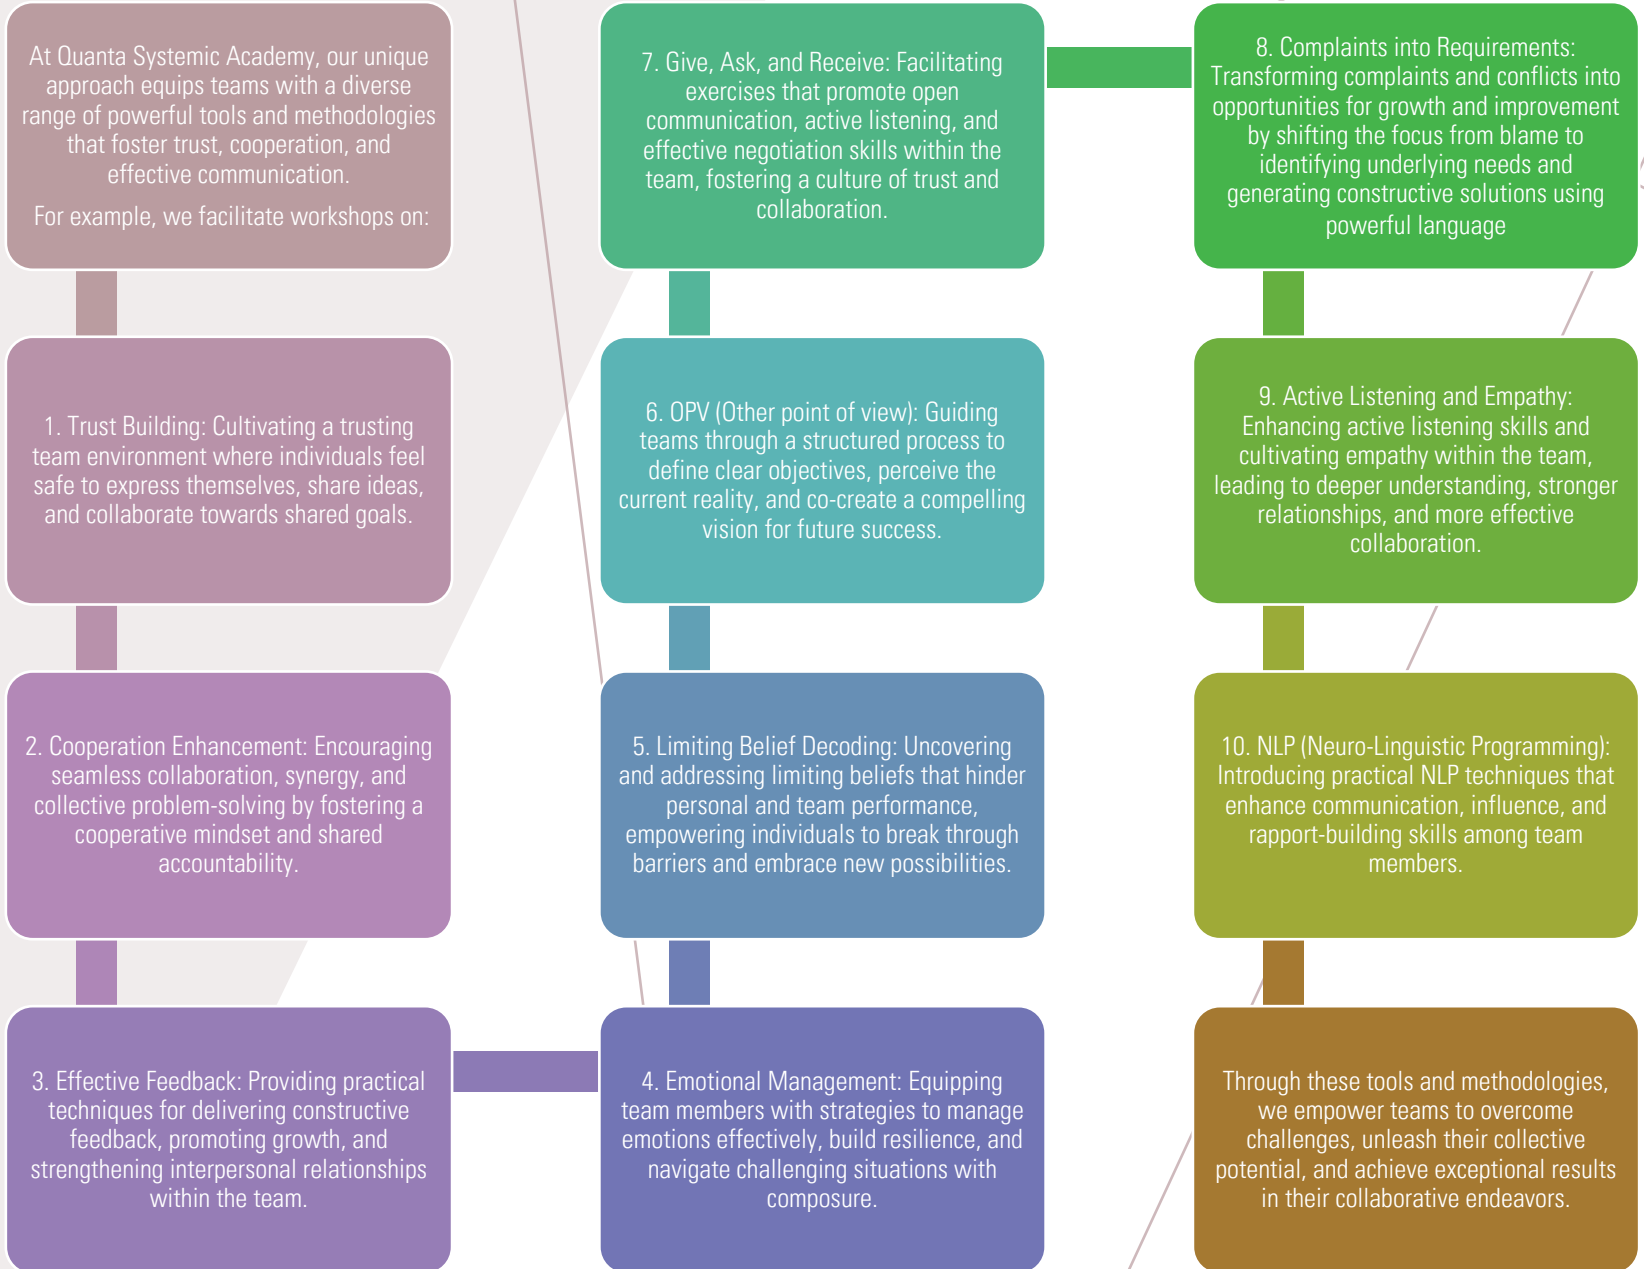 At Quanta Systemic Academy, our unique
approach equips teams with a diverse
range of powerful tools and methodologies
that foster trust, cooperation, and
effective communication.
For example, we facilitate workshops on:
1. Trust Building: Cultivating a trusting
team environment where individuals feel
safe to express themselves, share ideas,
and collaborate towards shared goals.
2. Cooperation Enhancement: Encouraging
seamless collaboration, synergy, and
collective problem-solving by fostering a
cooperative mindset and shared
accountability.
3. Effective Feedback: Providing practical
techniques for delivering constructive
feedback, promoting growth, and
strengthening interpersonal relationships
within the team.
4. Emotional Management: Equipping
team members with strategies to manage
emotions effectively, build resilience, and
navigate challenging situations with
composure.
5. Limiting Belief Decoding: Uncovering
and addressing limiting beliefs that hinder
personal and team performance,
empowering individuals to break through
barriers and embrace new possibilities.
6. OPV (Other point of view): Guiding
teams through a structured process to
define clear objectives, perceive the
current reality, and co-create a compelling
vision for future success.
7. Give, Ask, and Receive: Facilitating
exercises that promote open
communication, active listening, and
effective negotiation skills within the
team, fostering a culture of trust and
collaboration.
8. Complaints into Requirements:
Transforming complaints and conflicts into
opportunities for growth and improvement
by shifting the focus from blame to
identifying underlying needs and
generating constructive solutions using
powerful language
9. Active Listening and Empathy:
Enhancing active listening skills and
cultivating empathy within the team,
leading to deeper understanding, stronger
relationships, and more effective
collaboration.
10. NLP (Neuro-Linguistic Programming):
Introducing practical NLP techniques that
enhance communication, influence, and
rapport-building skills among team
members.
Through these tools and methodologies,
we empower teams to overcome
challenges, unleash their collective
potential, and achieve exceptional results
in their collaborative endeavors.